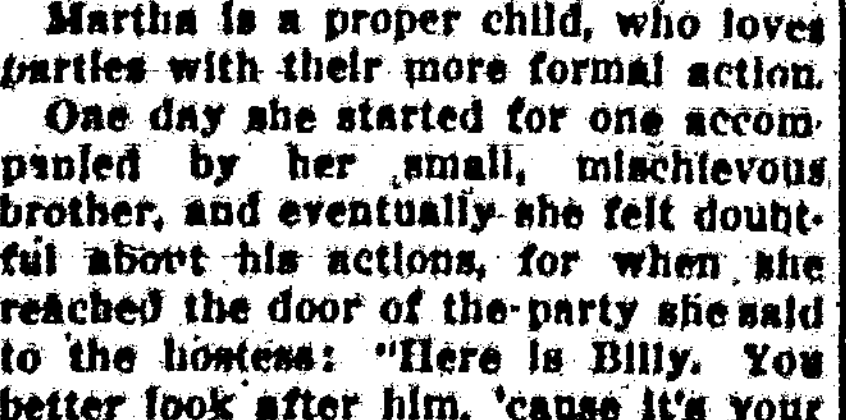 Martha is a proper child, who loves
parties with their more formal action.
One day she started for one accom-
panied by her small, mischievous
brother, and eventually she felt doubt-
ful about his actions, for when she
reached the door of the party she said
to the hostess: "Here is Billy. You
better look after him, 'cause it's your